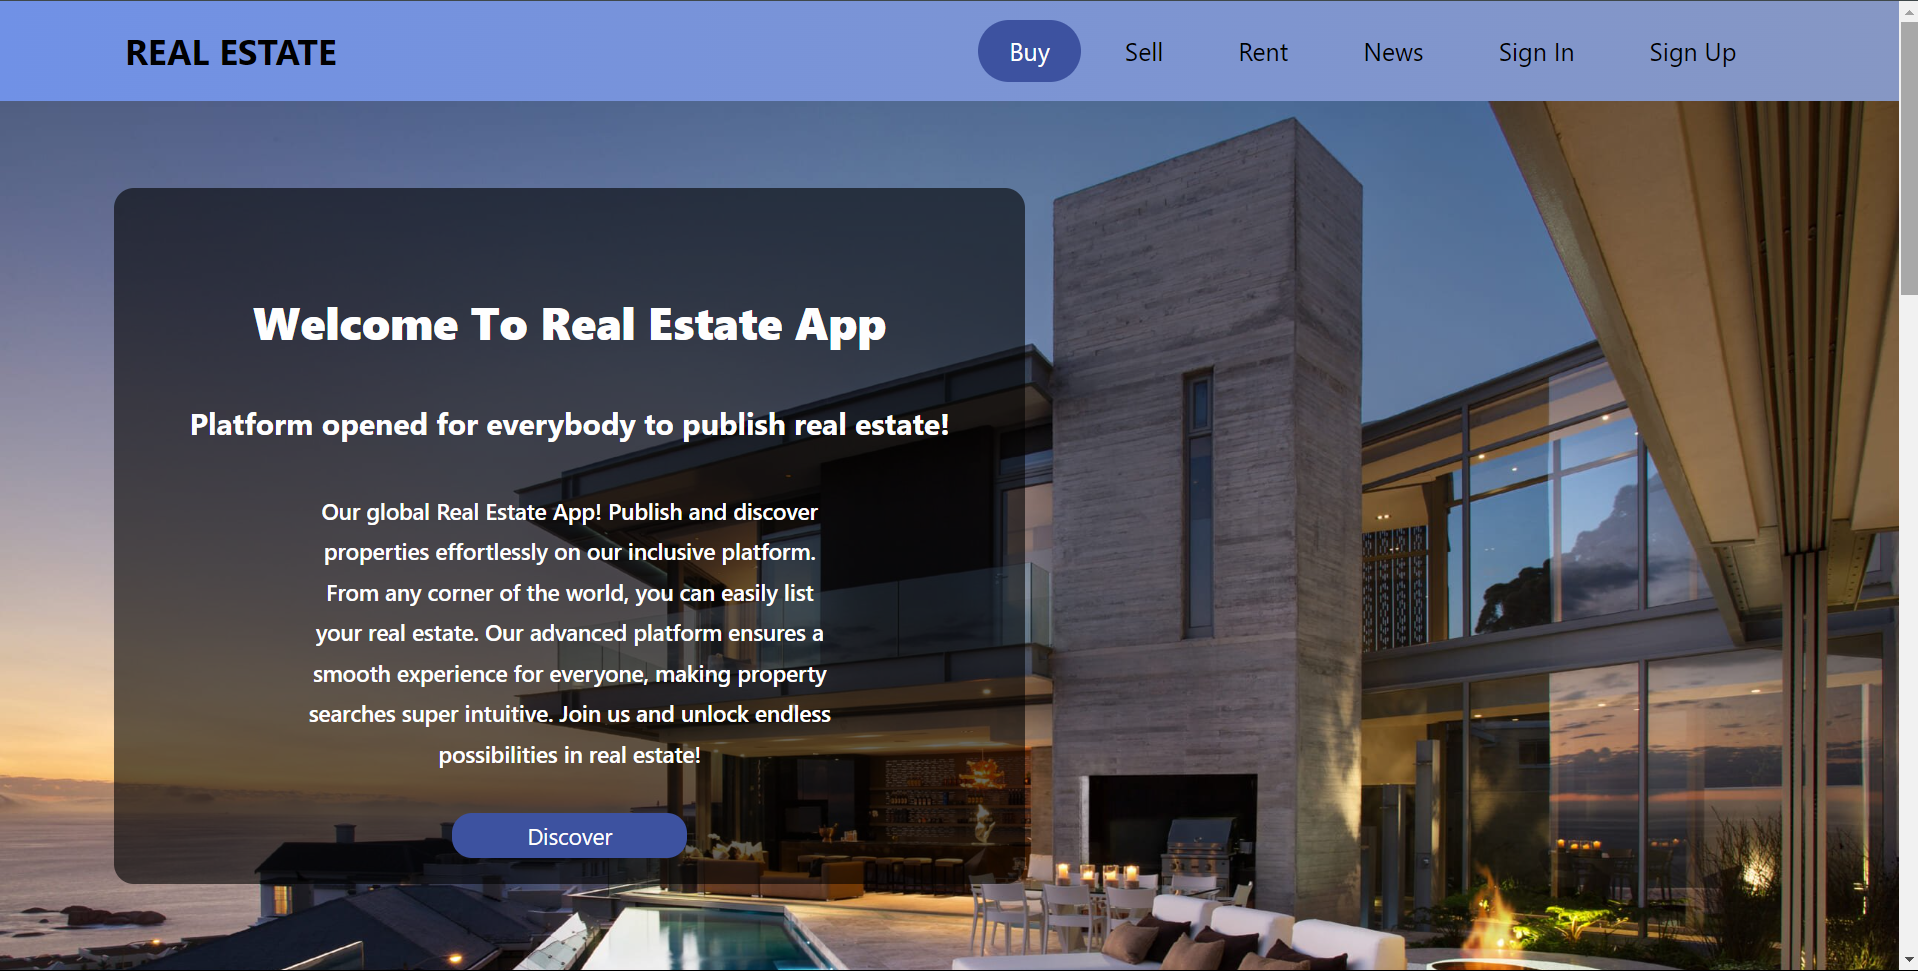 REAL ESTATE
Buy
Sell
Rent
News
Sign In
Sign Up
Welcome To Real Estate App
Platform opened for everybody to publish real estate!
Our global Real Estate App! Publish and discover
properties effortlessly on our inclusive platform.
From any corner of the world, you can easily list
your real estate. Our advanced platform ensures a
smooth experience for everyone, making property
searches super intuitive. Join us and unlock endless
possibilities in real estate!
Discover